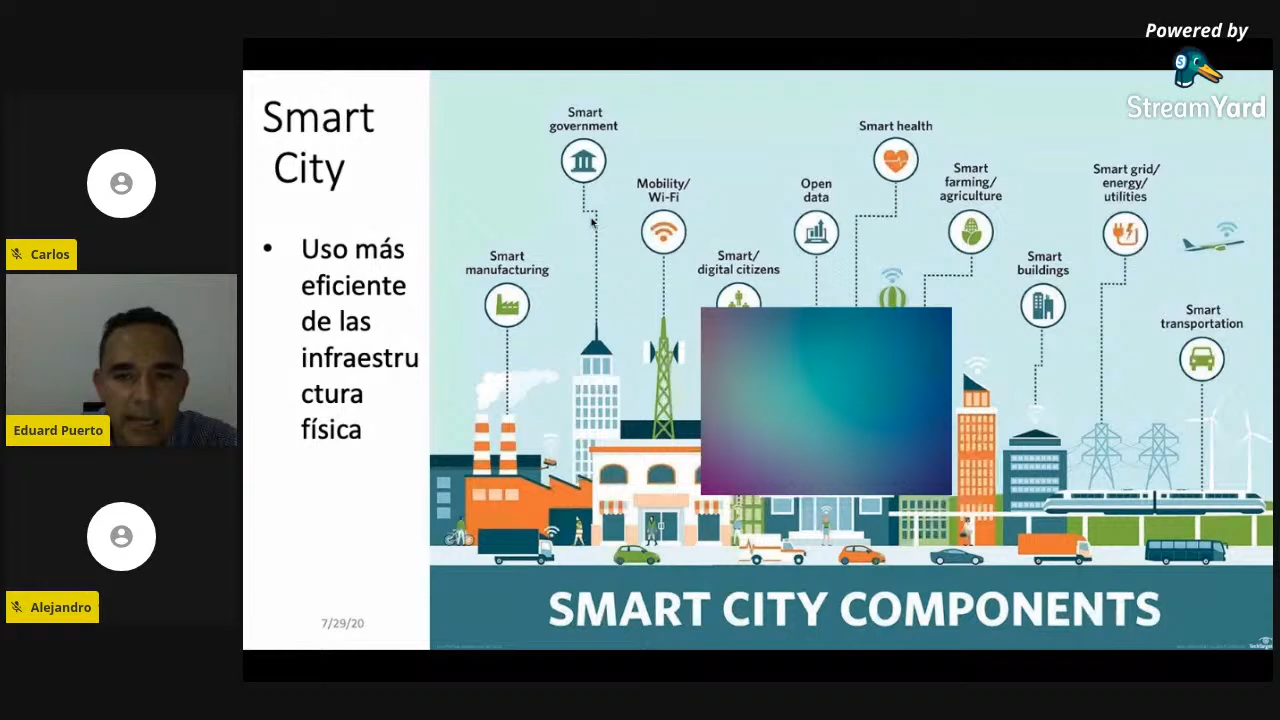 Powered by
StreamYard
Carlos
Eduard Puerto
Alejandro
Smart
City
• Uso más
eficiente
de las
infraestru
ctura
física
7/29/20
Smart
government
Mobility/
Wi-Fi
Smart
manufacturing
Smart/
digital citizens
Open
data
Smart health
Smart
farming/
agriculture
Smart
buildings
Smart grid/
energy/
utilities
Smart
transportation
SMART CITY COMPONENTS